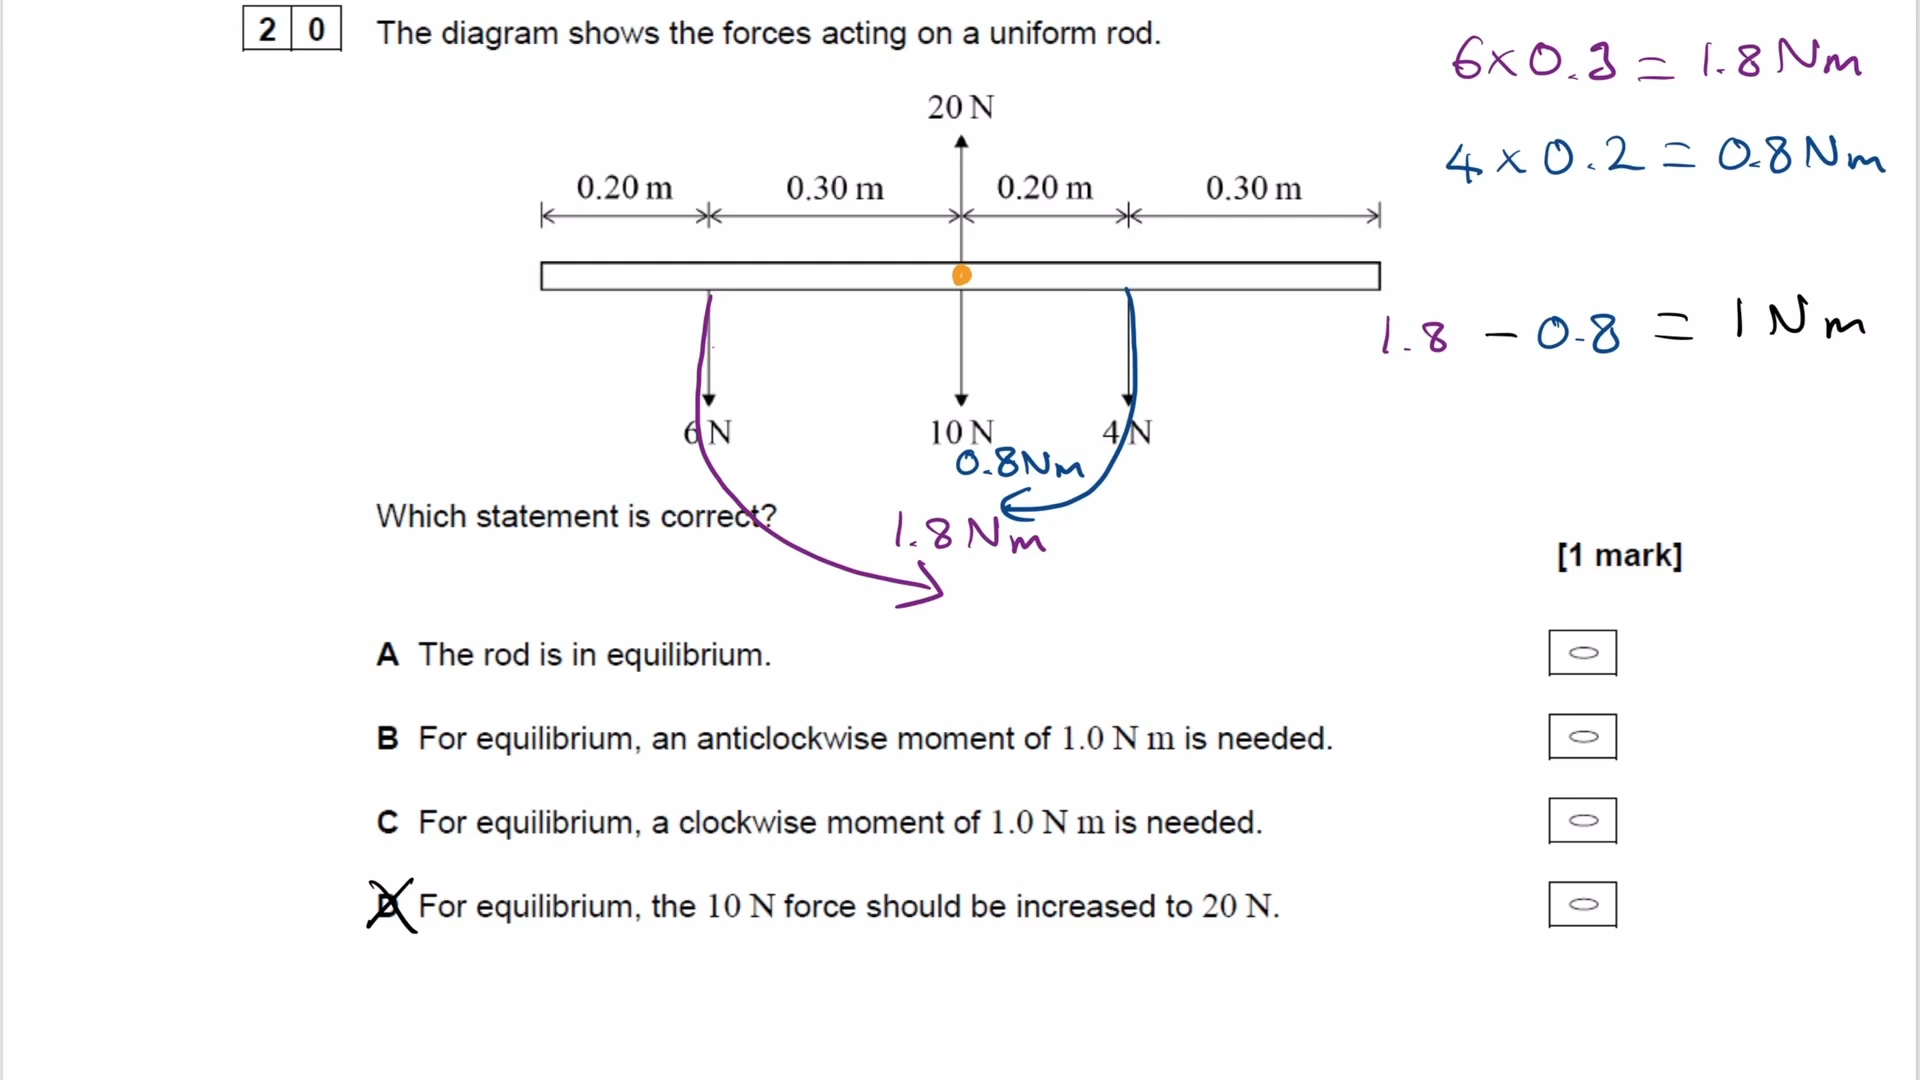 2 0 The diagram shows the forces acting on a uniform rod.
6×0.3 = 1.8 Nm
20 N
4 × 0.2 = 0.8 Nm
0.20 m 0.30 m 0.20 m 0.30 m
1.8 - 0.8 = 1 Nm
6 N 10 N 4 N
0.8 Nm
Which statement is correct?
1.8 Nm
[1 mark]
A The rod is in equilibrium.
B For equilibrium, an anticlockwise moment of 1.0 N m is needed.
C For equilibrium, a clockwise moment of 1.0 N m is needed.
D For equilibrium, the 10 N force should be increased to 20 N.